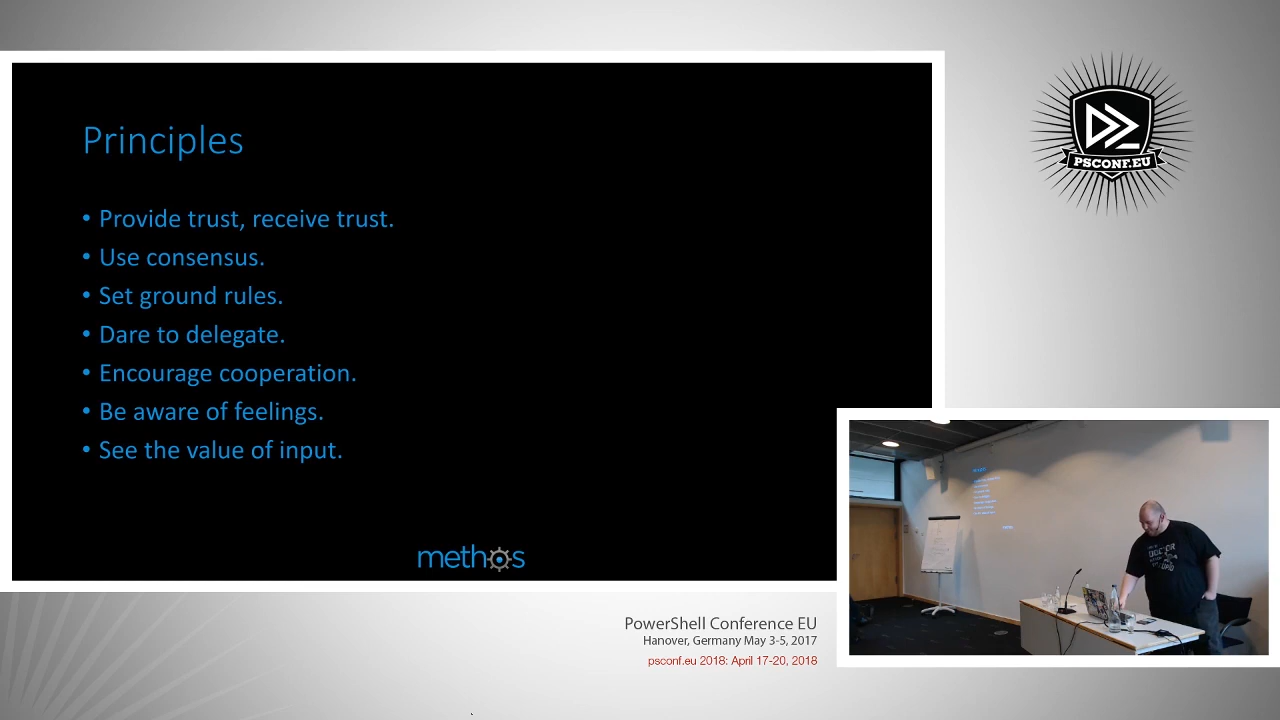 Principles
• Provide trust, receive trust.
• Use consensus.
• Set ground rules.
• Dare to delegate.
• Encourage cooperation.
• Be aware of feelings.
• See the value of input.
methos
PSCONF.EU
PowerShell Conference EU
Hanover, Germany May 3-5, 2017
psconf.eu 2018: April 17-20, 2018
DOCTOR